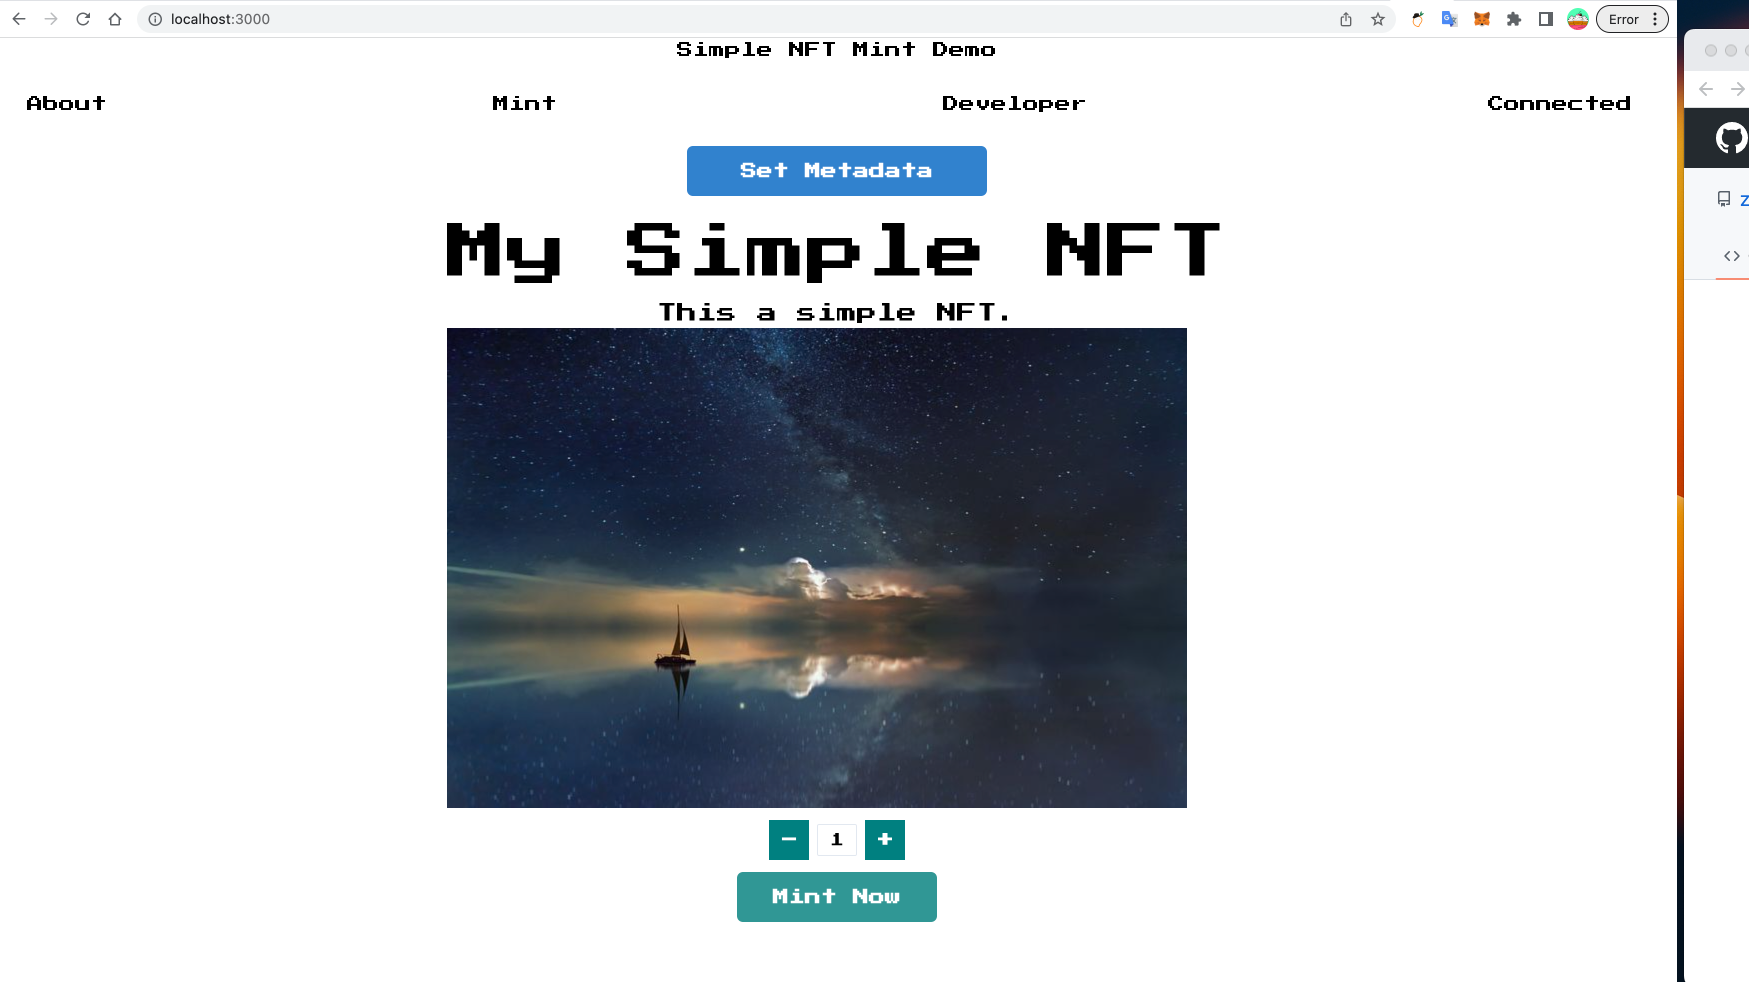 localhost:3000
Error
Simple NFT Mint Demo
About Mint Developer Connected
Set Metadata
My Simple NFT
This a simple NFT.
− 1 +
Mint Now
Z